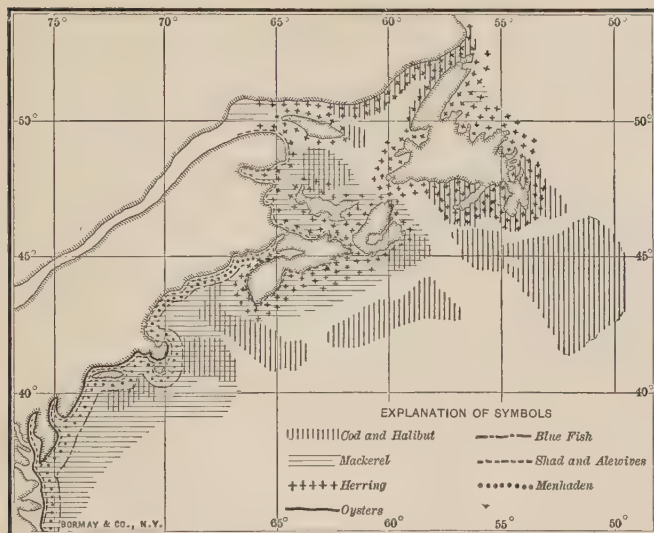 75° 70° 65° 60° 55° 50°
50° 50°
45° 45°
40° 40°
EXPLANATION OF SYMBOLS
Cod and Halibut Blue Fish
Mackerel Shad and Alewives
Herring Menhaden
Oysters
BORMAY & CO., N.Y. 65° 60° 55° 50°